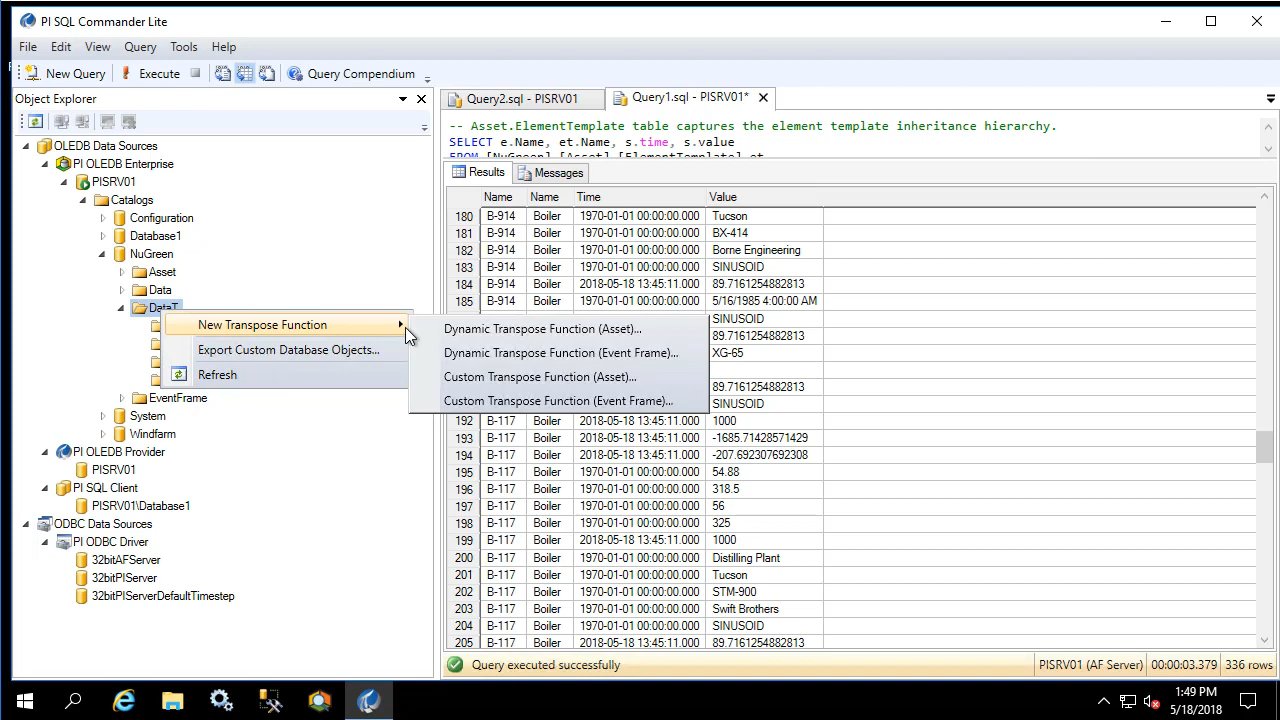 PI SQL Commander Lite
File Edit View Query Tools Help
New Query Execute Query Compendium
Object Explorer
OLEDB Data Sources
PI OLEDB Enterprise
PISRV01
Catalogs
Configuration
Database1
NuGreen
Asset
Data
DataT
EventFrame
System
Windfarm
PI OLEDB Provider
PISRV01
PI SQL Client
PISRV01\Database1
ODBC Data Sources
PI ODBC Driver
32bitAFServer
32bitPIServer
32bitPIServerDefaultTimestep
New Transpose Function
Export Custom Database Objects...
Refresh
Dynamic Transpose Function (Asset)...
Dynamic Transpose Function (Event Frame)...
Custom Transpose Function (Asset)...
Custom Transpose Function (Event Frame)...
Query2.sql - PISRV01 Query1.sql - PISRV01*
-- Asset.ElementTemplate table captures the element template inheritance hierarchy.
SELECT e.Name, et.Name, s.time, s.value
FROM [NuGreen].[Asset].[ElementTemplate] et
Results Messages
Name Name Time Value
180 B-914 Boiler 1970-01-01 00:00:00.000 Tucson
181 B-914 Boiler 1970-01-01 00:00:00.000 BX-414
182 B-914 Boiler 1970-01-01 00:00:00.000 Borne Engineering
183 B-914 Boiler 1970-01-01 00:00:00.000 SINUSOID
184 B-914 Boiler 2018-05-18 13:45:11.000 89.7161254882813
185 B-914 Boiler 1970-01-01 00:00:00.000 5/16/1985 4:00:00 AM
SINUSOID
89.7161254882813
XG-65
89.7161254882813
SINUSOID
192 B-117 Boiler 2018-05-18 13:45:11.000 1000
193 B-117 Boiler 2018-05-18 13:45:11.000 -1685.71428571429
194 B-117 Boiler 2018-05-18 13:45:11.000 -207.692307692308
195 B-117 Boiler 1970-01-01 00:00:00.000 54.88
196 B-117 Boiler 1970-01-01 00:00:00.000 318.5
197 B-117 Boiler 1970-01-01 00:00:00.000 56
198 B-117 Boiler 1970-01-01 00:00:00.000 325
199 B-117 Boiler 2018-05-18 13:45:11.000 1000
200 B-117 Boiler 1970-01-01 00:00:00.000 Distilling Plant
201 B-117 Boiler 1970-01-01 00:00:00.000 Tucson
202 B-117 Boiler 1970-01-01 00:00:00.000 STM-900
203 B-117 Boiler 1970-01-01 00:00:00.000 Swift Brothers
204 B-117 Boiler 1970-01-01 00:00:00.000 SINUSOID
205 B-117 Boiler 2018-05-18 13:45:11.000 89.7161254882813
Query executed successfully PISRV01 (AF Server) 00:00:03.379 336 rows
1:49 PM
5/18/2018